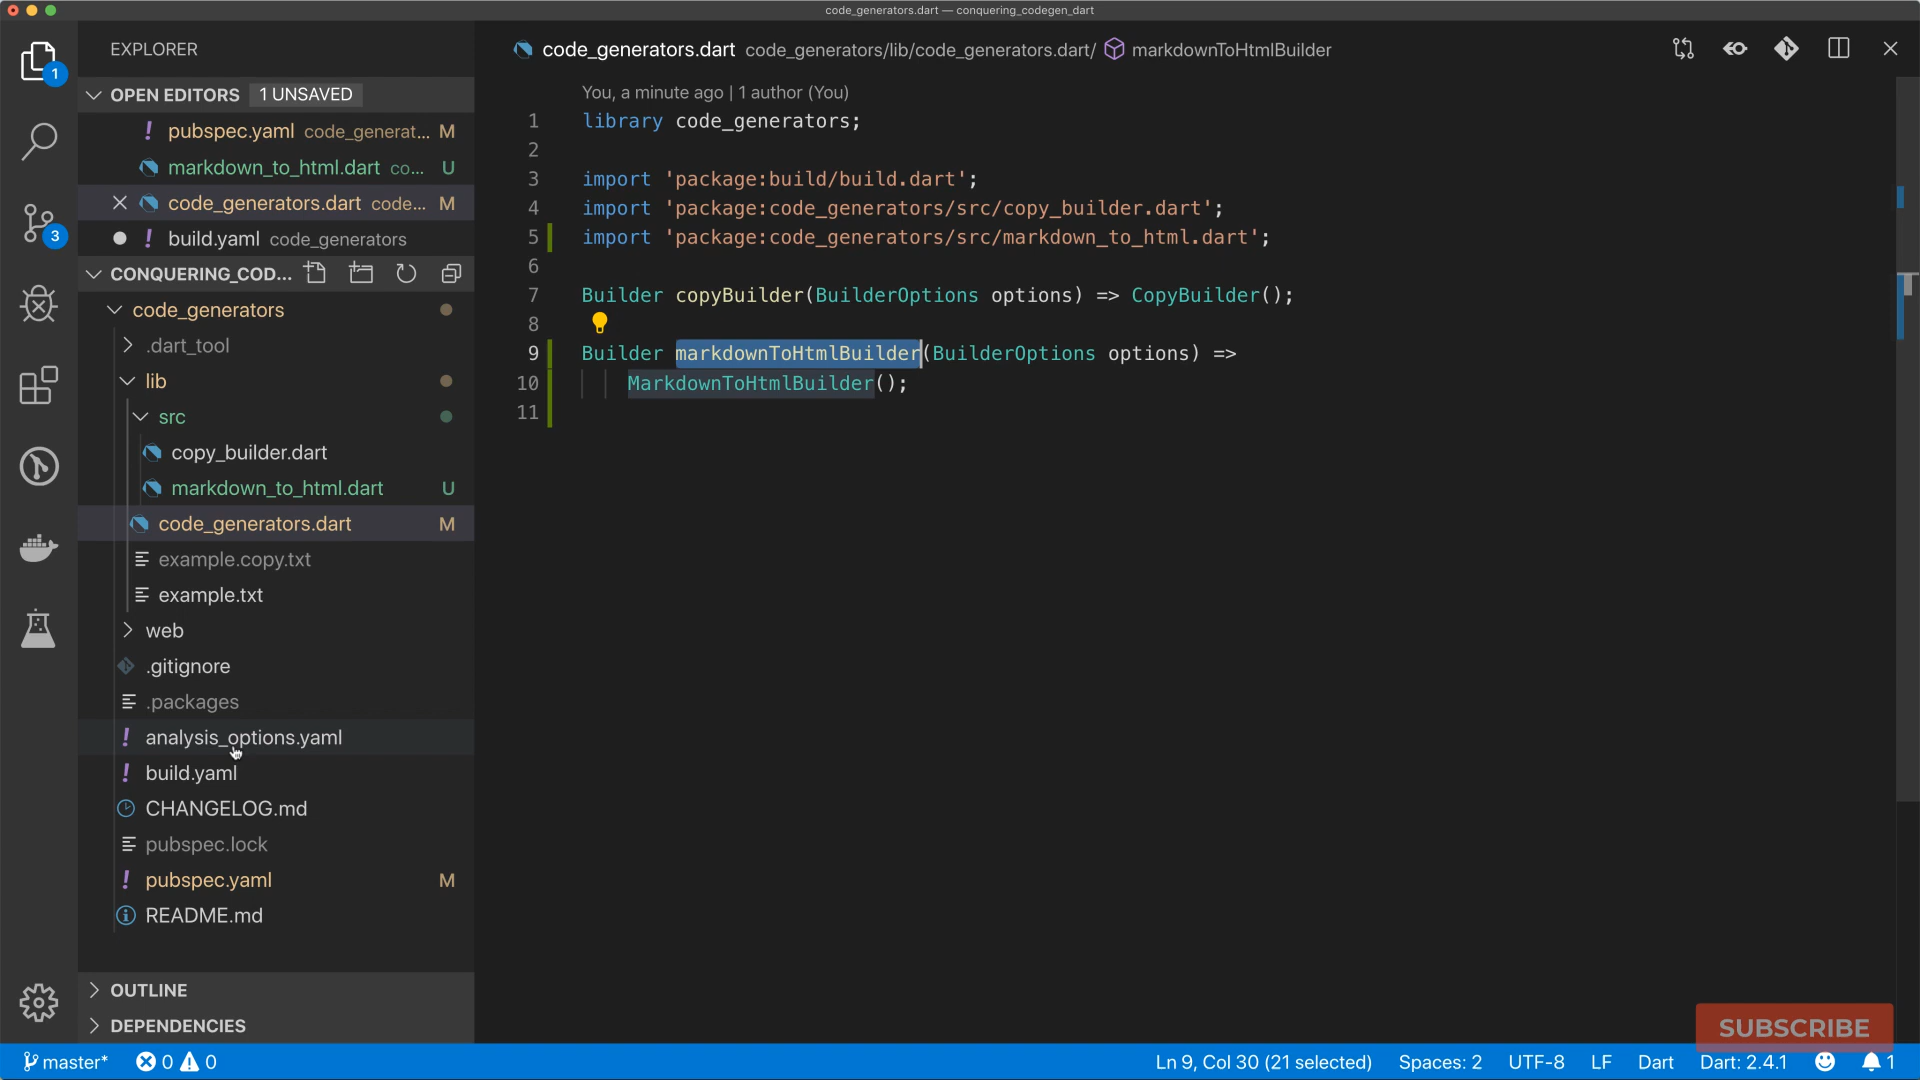 code_generators.dart — conquering_codegen_dart
EXPLORER
OPEN EDITORS 1 UNSAVED
! pubspec.yaml code_generat... M
markdown_to_html.dart co... U
code_generators.dart code... M
! build.yaml code_generators
CONQUERING_COD...
code_generators
.dart_tool
lib
src
copy_builder.dart
markdown_to_html.dart U
code_generators.dart M
example.copy.txt
example.txt
web
.gitignore
.packages
! analysis_options.yaml
! build.yaml
CHANGELOG.md
pubspec.lock
! pubspec.yaml M
README.md
OUTLINE
DEPENDENCIES
1
3
code_generators.dart code_generators/lib/code_generators.dart/ markdownToHtmlBuilder
You, a minute ago | 1 author (You)
1 library code_generators;
2
3 import 'package:build/build.dart';
4 import 'package:code_generators/src/copy_builder.dart';
5 import 'package:code_generators/src/markdown_to_html.dart';
6
7 Builder copyBuilder(BuilderOptions options) => CopyBuilder();
8
9 Builder markdownToHtmlBuilder(BuilderOptions options) =>
10 MarkdownToHtmlBuilder();
11
SUBSCRIBE
master* 0 0 Ln 9, Col 30 (21 selected) Spaces: 2 UTF-8 LF Dart Dart: 2.4.1 1